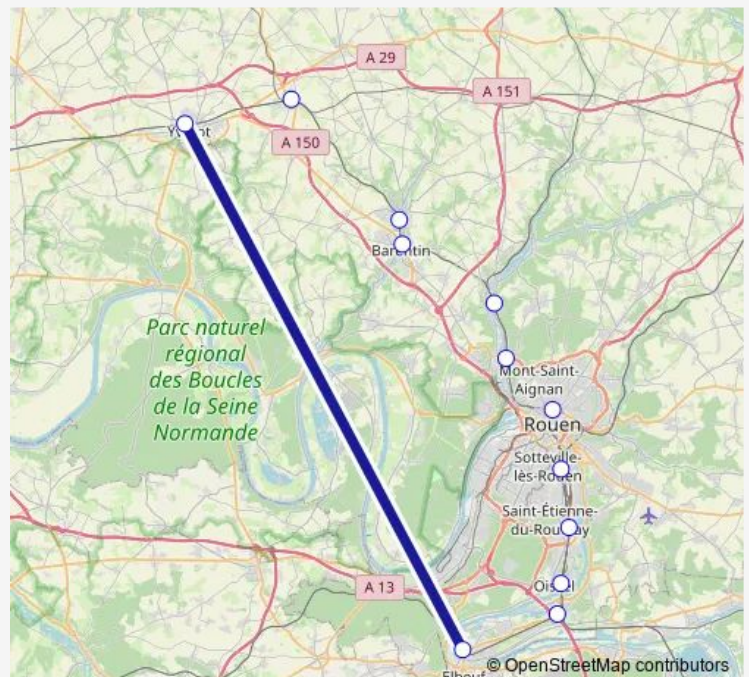 A 29
A 151
A 150
Barentin
Parc naturel
régional
des Boucles
de la Seine
Normande
Mont-Saint-
Aignan
Rouen
Sotteville-
lès-Rouen
Saint-Étienne-
du-Rouvray
A 13
© OpenStreetMap contributors